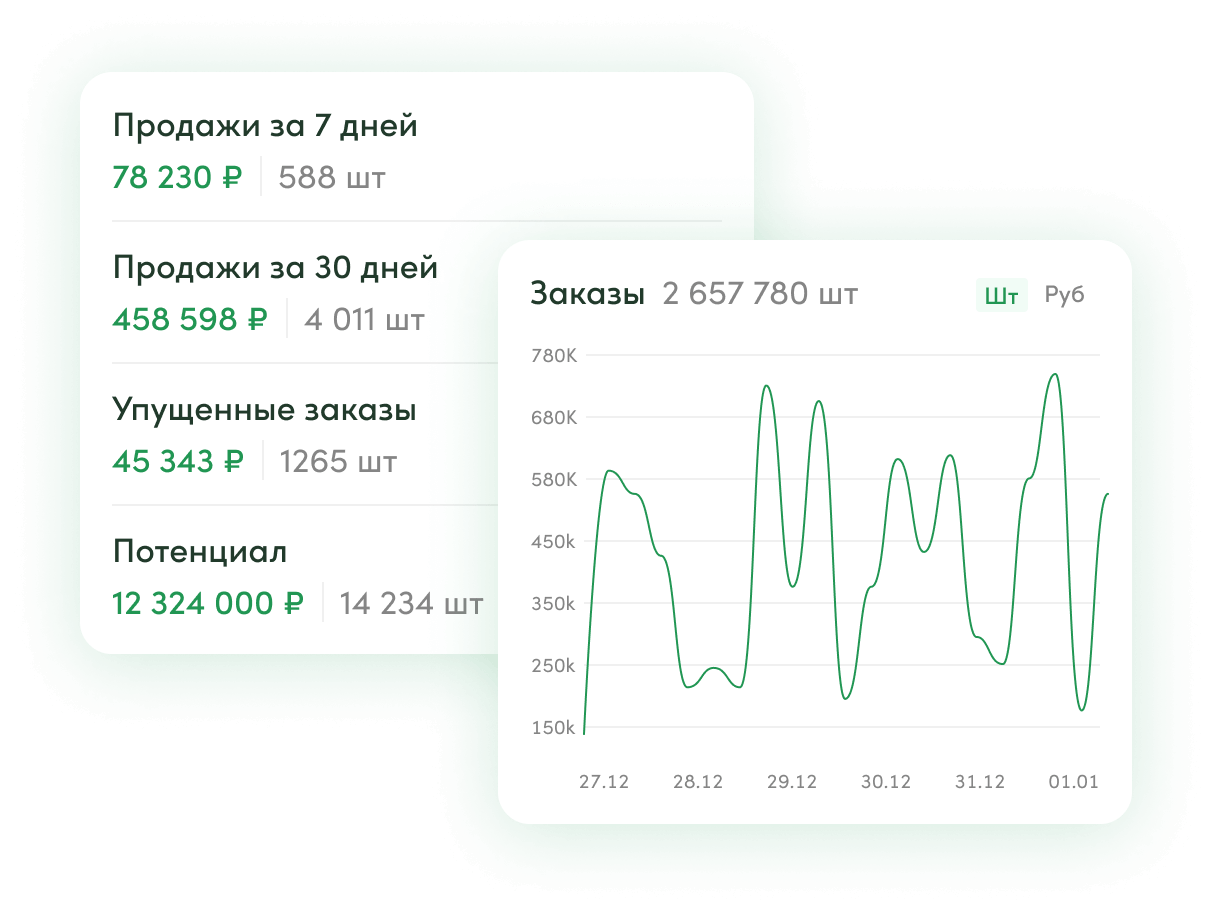 Продажи за 7 дней
78 230 ₽ 588 шт
Продажи за 30 дней
458 598 ₽ 4 011 шт
Упущенные заказы
45 343 ₽ 1265 шт
Потенциал
12 324 000 ₽ 14 234 шт
Заказы 2 657 780 шт Шт Руб
780K
680K
580K
450k
350k
250k
150k
27.12 28.12 29.12 30.12 31.12 01.01